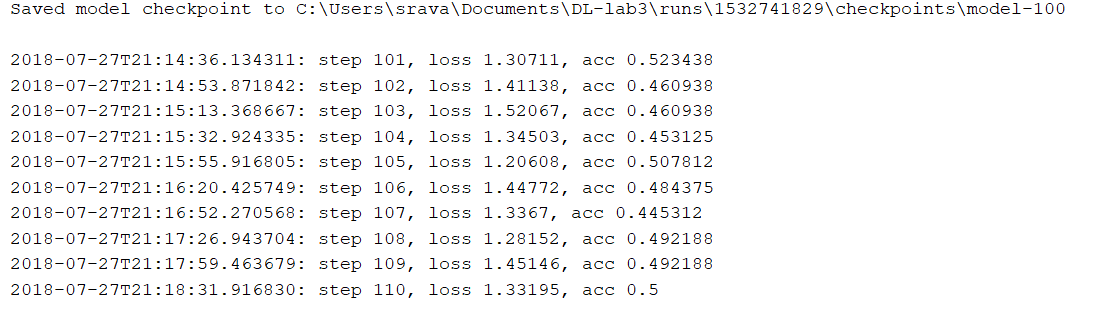 Saved model checkpoint to C:\Users\srava\Documents\DL-lab3\runs\1532741829\checkpoints\model-100
2018-07-27T21:14:36.134311: step 101, loss 1.30711, acc 0.523438
2018-07-27T21:14:53.871842: step 102, loss 1.41138, acc 0.460938
2018-07-27T21:15:13.368667: step 103, loss 1.52067, acc 0.460938
2018-07-27T21:15:32.924335: step 104, loss 1.34503, acc 0.453125
2018-07-27T21:15:55.916805: step 105, loss 1.20608, acc 0.507812
2018-07-27T21:16:20.425749: step 106, loss 1.44772, acc 0.484375
2018-07-27T21:16:52.270568: step 107, loss 1.3367, acc 0.445312
2018-07-27T21:17:26.943704: step 108, loss 1.28152, acc 0.492188
2018-07-27T21:17:59.463679: step 109, loss 1.45146, acc 0.492188
2018-07-27T21:18:31.916830: step 110, loss 1.33195, acc 0.5